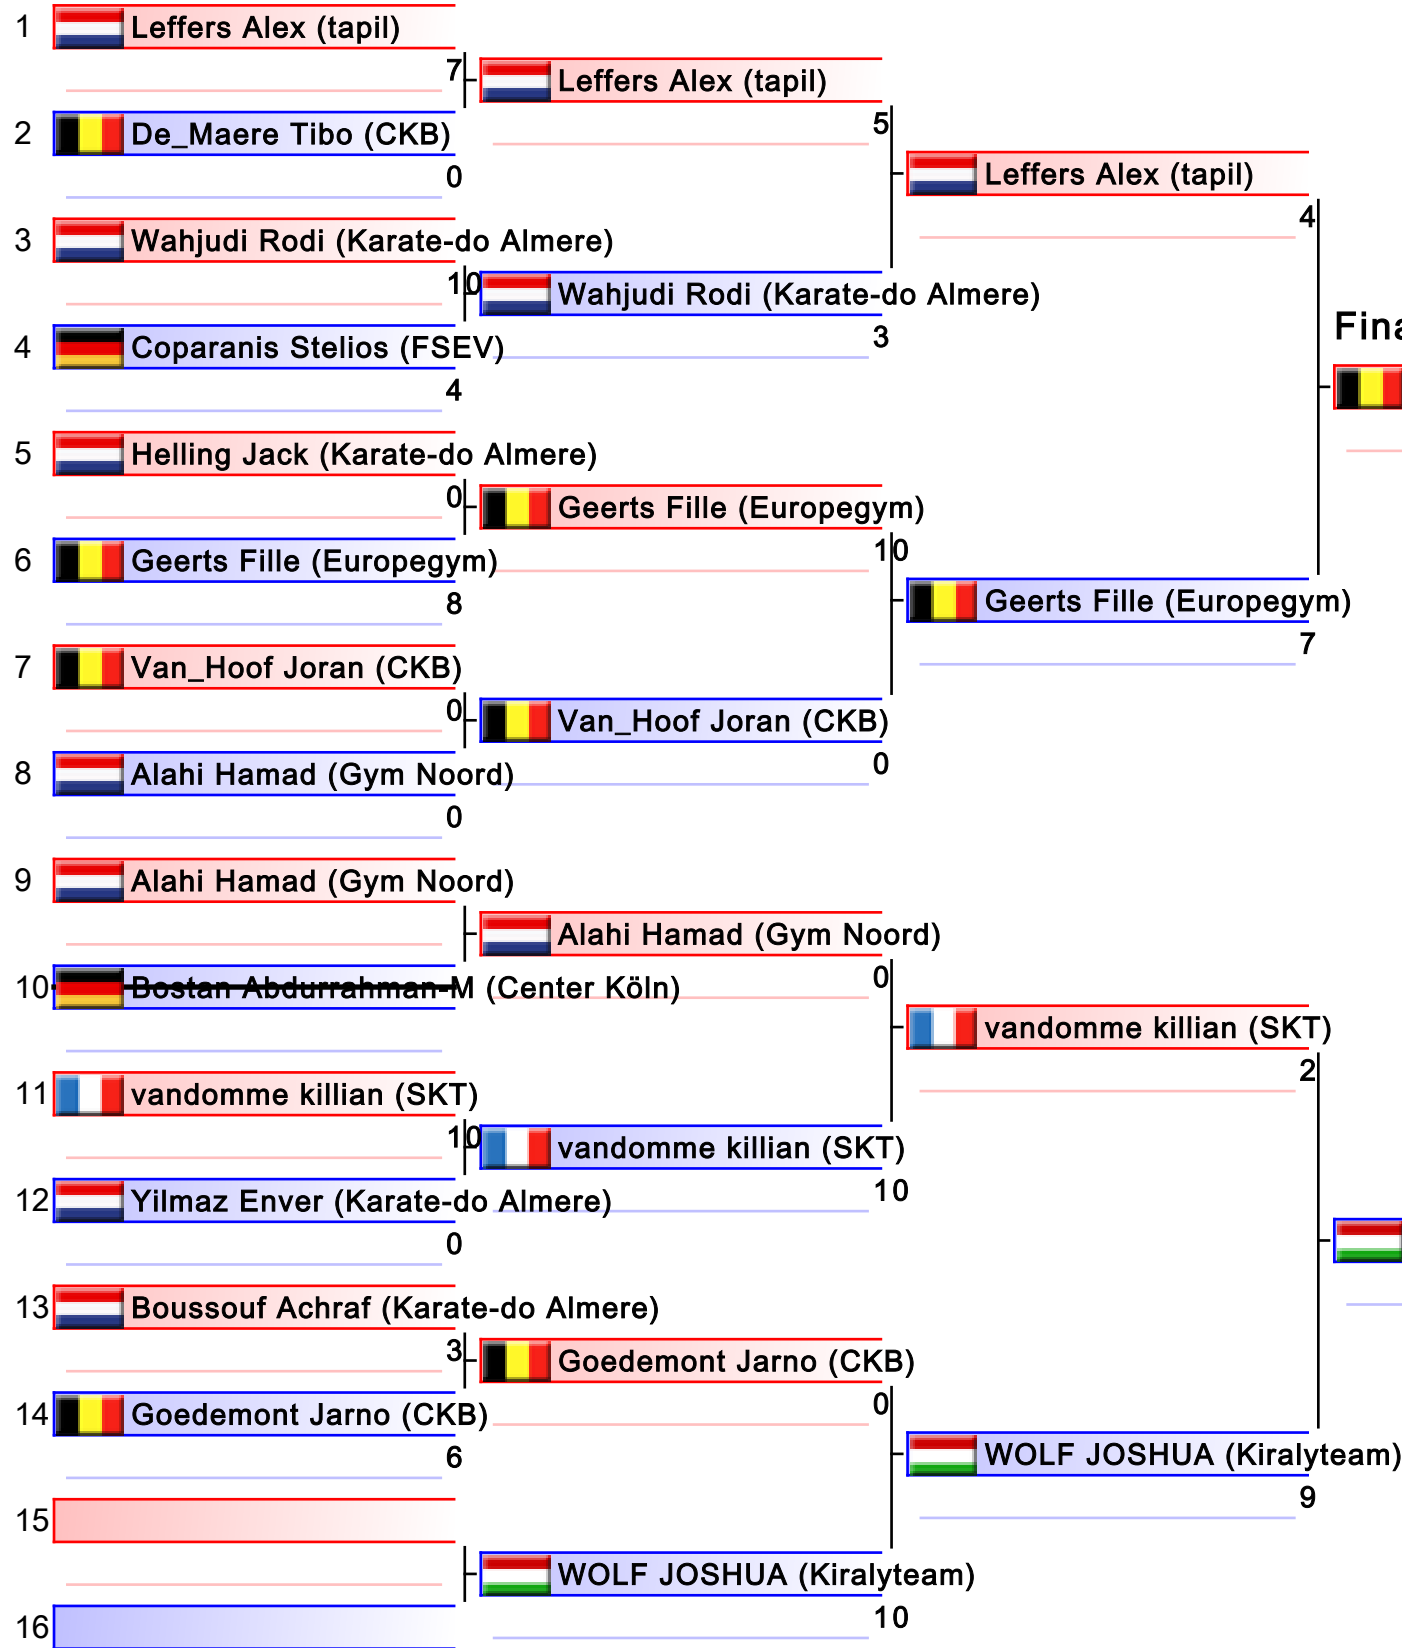 1 Leffers Alex (tapil)
7
2 De_Maere Tibo (CKB)
0
3 Wahjudi Rodi (Karate-do Almere)
10
4 Coparanis Stelios (FSEV)
4
5 Helling Jack (Karate-do Almere)
0
6 Geerts Fille (Europegym)
8
7 Van_Hoof Joran (CKB)
0
8 Alahi Hamad (Gym Noord)
0
9 Alahi Hamad (Gym Noord)
10 Bostan Abdurrahman-M (Center Köln)
11 vandomme killian (SKT)
10
12 Yilmaz Enver (Karate-do Almere)
0
13 Boussouf Achraf (Karate-do Almere)
3
14 Goedemont Jarno (CKB)
6
15
16
Leffers Alex (tapil)
5
Wahjudi Rodi (Karate-do Almere)
3
Geerts Fille (Europegym)
10
Van_Hoof Joran (CKB)
0
Alahi Hamad (Gym Noord)
0
vandomme killian (SKT)
10
Goedemont Jarno (CKB)
0
WOLF JOSHUA (Kiralyteam)
10
Leffers Alex (tapil)
4
Geerts Fille (Europegym)
7
vandomme killian (SKT)
2
WOLF JOSHUA (Kiralyteam)
9